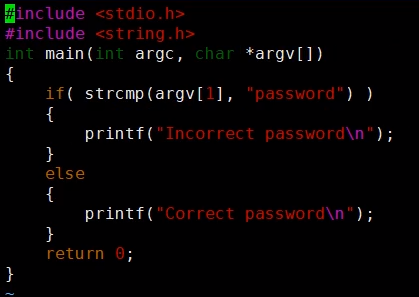 #include <stdio.h>
#include <string.h>
int main(int argc, char *argv[])
{
    if( strcmp(argv[1], "password") )
    {
        printf("Incorrect password\n");
    }
    else
    {
        printf("Correct password\n");
    }
    return 0;
}
~